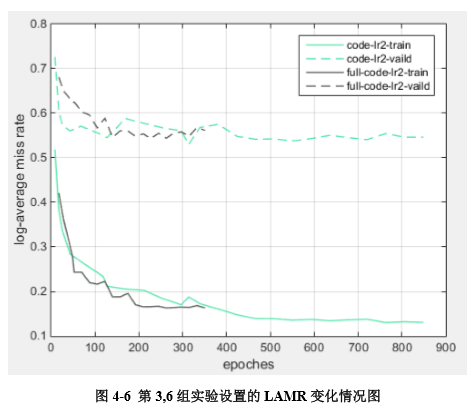 0.8
0.7
0.6
0.5
0.4
0.3
0.2
0.1
log-average miss rate
code-lr2-train
code-lr2-vaild
full-code-lr2-train
full-code-lr2-vaild
0 100 200 300 400 500 600 700 800 900
epoches
图 4-6 第 3,6 组实验设置的 LAMR 变化情况图